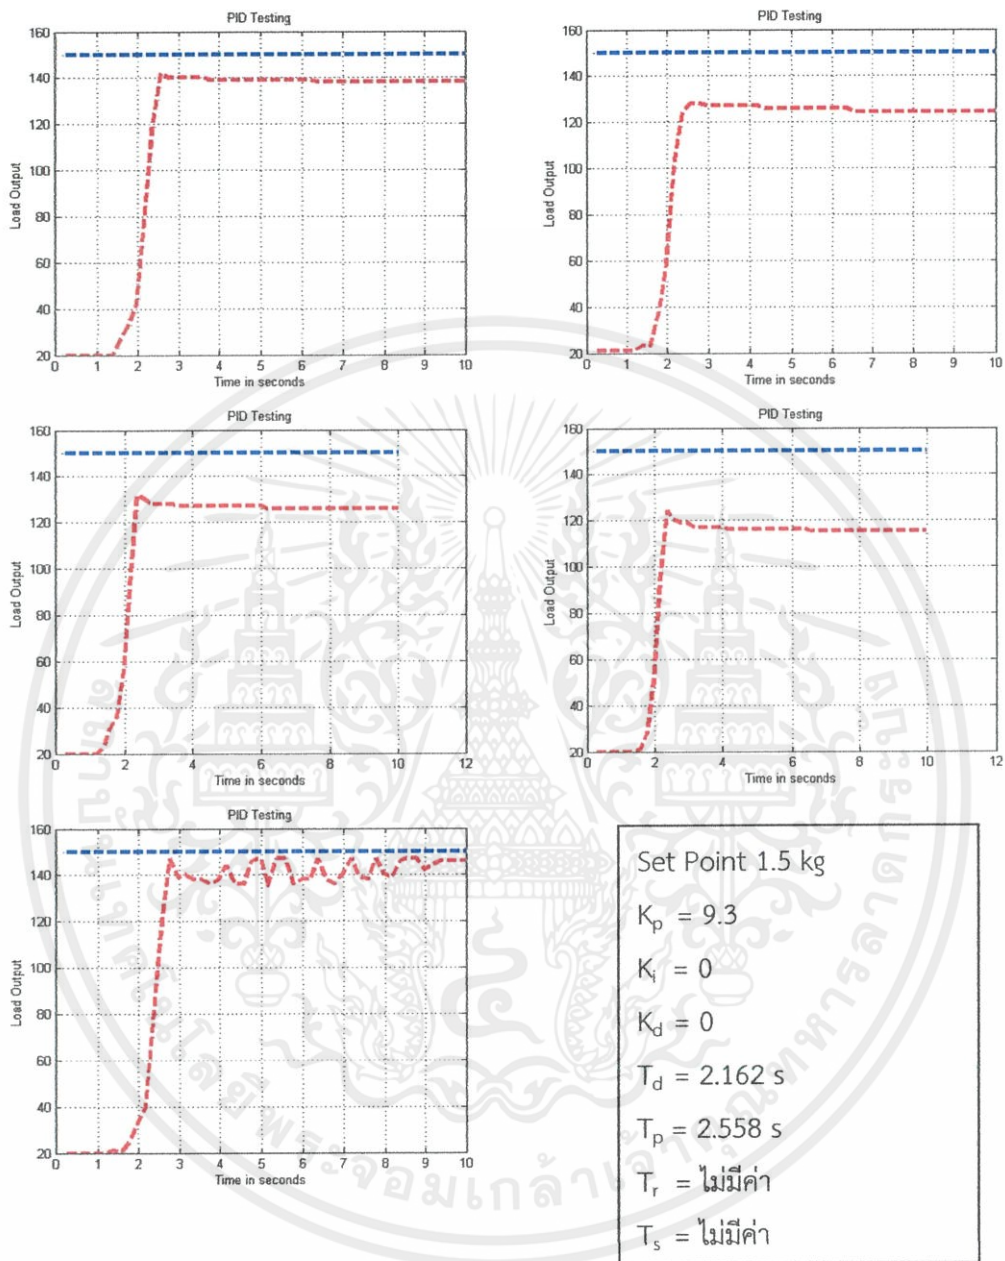 PID Testing
160
140
120
100
80
60
40
20
Load Output
0 1 2 3 4 5 6 7 8 9 10
Time in seconds
PID Testing
160
140
120
100
80
60
40
20
Load Output
0 1 2 3 4 5 6 7 8 9 10
Time in seconds
PID Testing
160
140
120
100
80
60
40
20
Load Output
0 2 4 6 8 10 12
Time in seconds
PID Testing
160
140
120
100
80
60
40
20
Load Output
0 2 4 6 8 10 12
Time in seconds
PID Testing
160
140
120
100
80
60
40
20
Load Output
0 1 2 3 4 5 6 7 8 9 10
Time in seconds
Set Point 1.5 kg
Kp = 9.3
Ki = 0
Kd = 0
Td = 2.162 s
Tp = 2.558 s
Tr = ไม่มีค่า
Ts = ไม่มีค่า